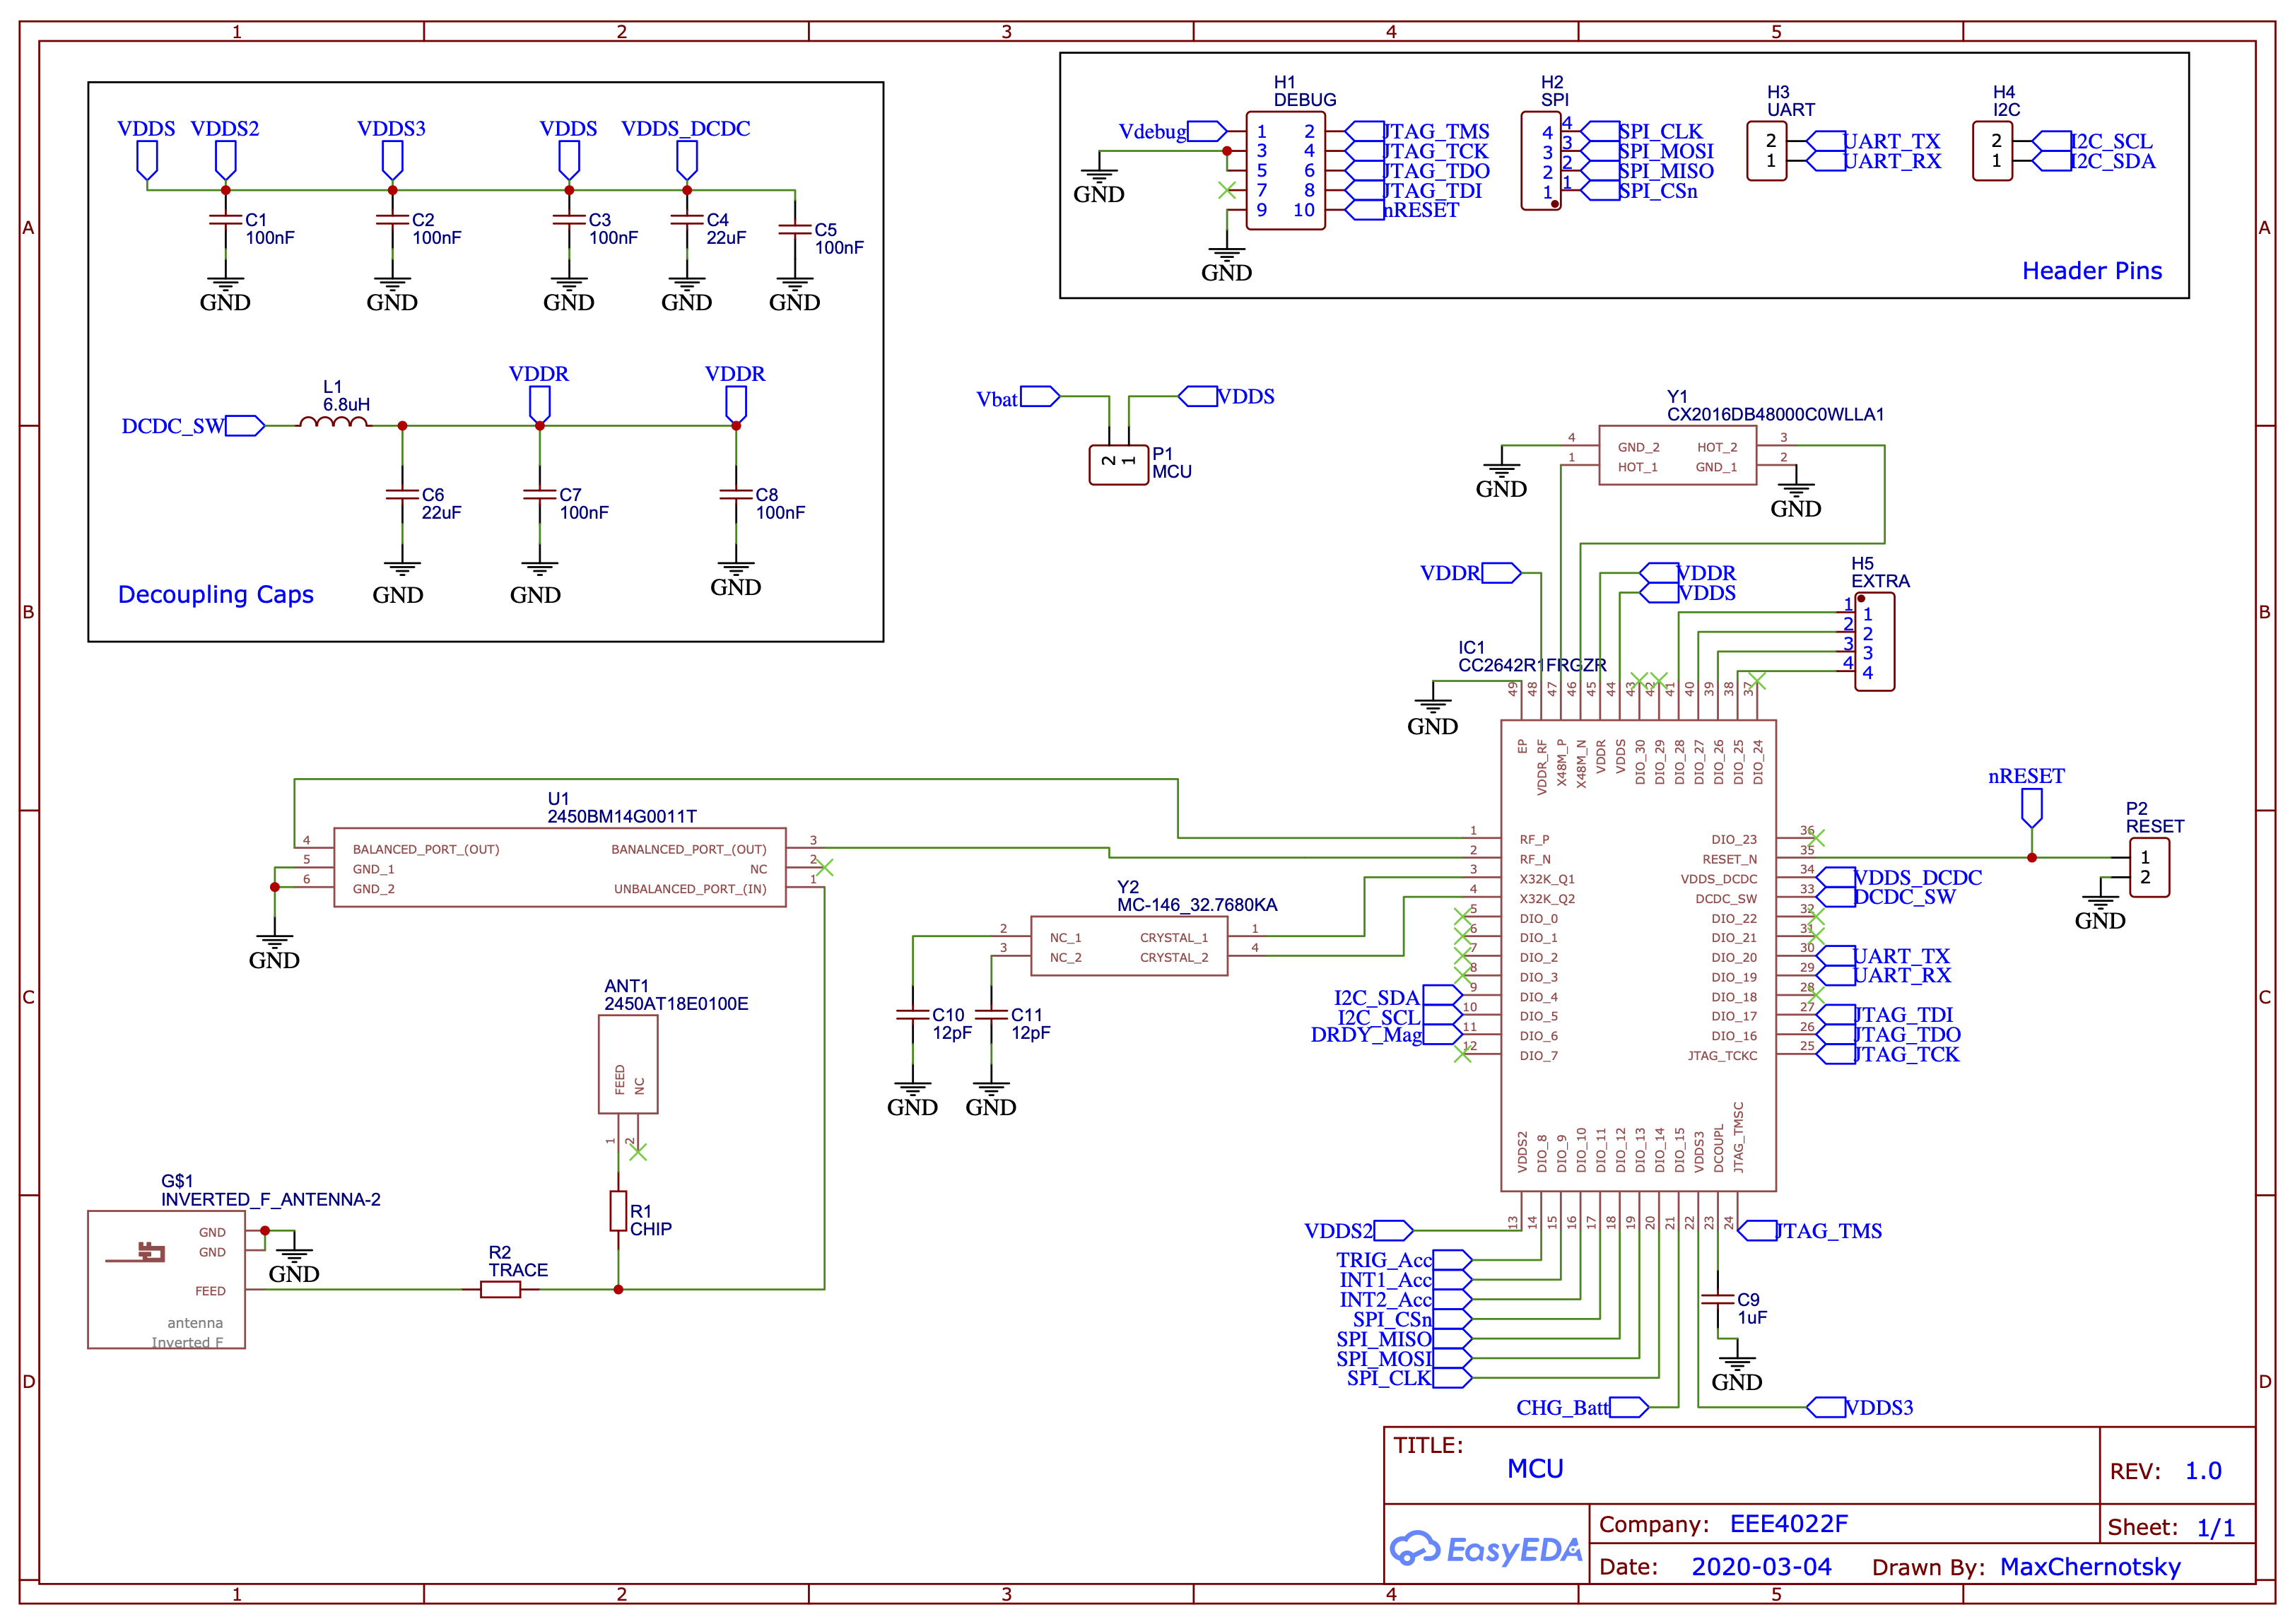 1 2 3 4 5
A
B
C
D
A
B
C
D
1 2 3 4 5
VDDS VDDS2 VDDS3 VDDS VDDS_DCDC
C1
100nF
C2
100nF
C3
100nF
C4
22uF
C5
100nF
GND GND GND GND GND
DCDC_SW
L1
6.8uH
VDDR VDDR
C6
22uF
C7
100nF
C8
100nF
GND GND GND
Decoupling Caps
H1
DEBUG
Vdebug 1 2 JTAG_TMS
3 4 JTAG_TCK
5 6 JTAG_TDO
7 8 JTAG_TDI
9 10 nRESET
GND
GND
H2
SPI
4 4 SPI_CLK
3 3 SPI_MOSI
2 2 SPI_MISO
1 1 SPI_CSn
H3
UART
2 UART_TX
1 UART_RX
H4
I2C
2 I2C_SCL
1 I2C_SDA
Header Pins
Vbat VDDS
2 1
P1
MCU
Y1
CX2016DB48000C0WLLA1
4 GND_2 HOT_2 3
1 HOT_1 GND_1 2
GND
GND
VDDR VDDR
VDDS
H5
EXTRA
1 1
2 2
3 3
4 4
IC1
CC2642R1FRGZR
GND
49 48 47 46 45 44 43 42 41 40 39 38 37
EP VDDR_RF X48M_P X48M_N VDDR VDDS DIO_30 DIO_29 DIO_28 DIO_27 DIO_26 DIO_25 DIO_24
1 RF_P
2 RF_N
3 X32K_Q1
4 X32K_Q2
5 DIO_0
6 DIO_1
7 DIO_2
8 DIO_3
I2C_SDA 9 DIO_4
I2C_SCL 10 DIO_5
DRDY_Mag 11 DIO_6
12 DIO_7
DIO_23 36
RESET_N 35
VDDS_DCDC 34 VDDS_DCDC
DCDC_SW 33 DCDC_SW
DIO_22 32
DIO_21 31
DIO_20 30 UART_TX
DIO_19 29 UART_RX
DIO_18 28
DIO_17 27 JTAG_TDI
DIO_16 26 JTAG_TDO
JTAG_TCKC 25 JTAG_TCK
VDDS2 DIO_8 DIO_9 DIO_10 DIO_11 DIO_12 DIO_13 DIO_14 DIO_15 VDDS3 DCOUPL JTAG_TMSC
13 14 15 16 17 18 19 20 21 22 23 24
nRESET
P2
RESET
1
2
GND
VDDS2
TRIG_Acc
INT1_Acc
INT2_Acc
SPI_CSn
SPI_MISO
SPI_MOSI
SPI_CLK
CHG_Batt
VDDS3
JTAG_TMS
C9
1uF
GND
U1
2450BM14G0011T
4 BALANCED_PORT_(OUT) BANALNCED_PORT_(OUT) 3
5 GND_1 NC 2
6 GND_2 UNBALANCED_PORT_(IN) 1
GND
Y2
MC-146_32.7680KA
2 NC_1 CRYSTAL_1 1
3 NC_2 CRYSTAL_2 4
C10
12pF
C11
12pF
GND GND
ANT1
2450AT18E0100E
FEED NC
1 2
R1
CHIP
R2
TRACE
G$1
INVERTED_F_ANTENNA-2
GND
GND
FEED
antenna
Inverted F
GND
TITLE:
MCU
REV: 1.0
EasyEDA
Company: EEE4022F
Sheet: 1/1
Date: 2020-03-04 Drawn By: MaxChernotsky